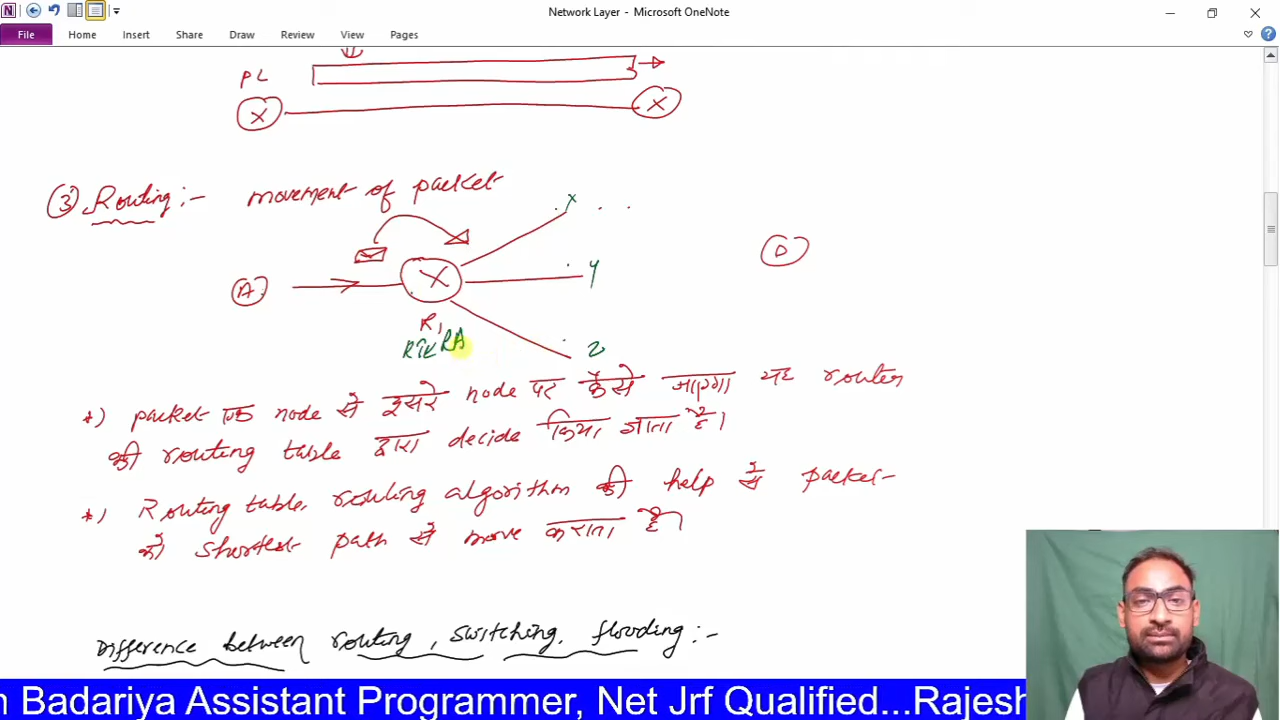 Network Layer - Microsoft OneNote
File Home Insert Share Draw Review Pages
PL
X X
③ Routing :- movement of packet
X
A X Y D
R1
RTR RA Z
*) packet एक node से दूसरे node पर कैसे जाएगा यह router
की routing table द्वारा decide किया जाता है।
*) Routing table, routing algorithm की help से packet
को shortest path से move कराता है।
Difference between routing, switching, flooding :-
n Badariya Assistant Programmer, Net Jrf Qualified...Rajesh